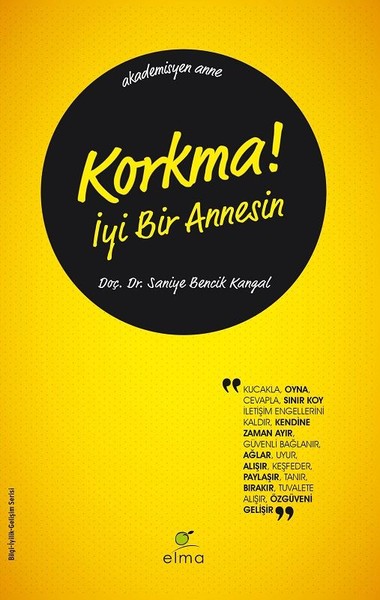 akademisyen anne
Korkma!
İyi Bir Annesin
Doç. Dr. Saniye Bencik Kangal
"KUCAKLA, OYNA,
CEVAPLA, SINIR KOY
İLETİŞİM ENGELLERİNİ
KALDIR, KENDİNE
ZAMAN AYIR,
GÜVENLİ BAĞLANIR,
AĞLAR, UYUR,
ALIŞIR, KEŞFEDER,
PAYLAŞIR, TANIR,
BIRAKIR, TUVALETE
ALIŞIR, ÖZGÜVENİ
GELİŞİR"
Bilgi-İyilik-Gelişim Serisi
elma